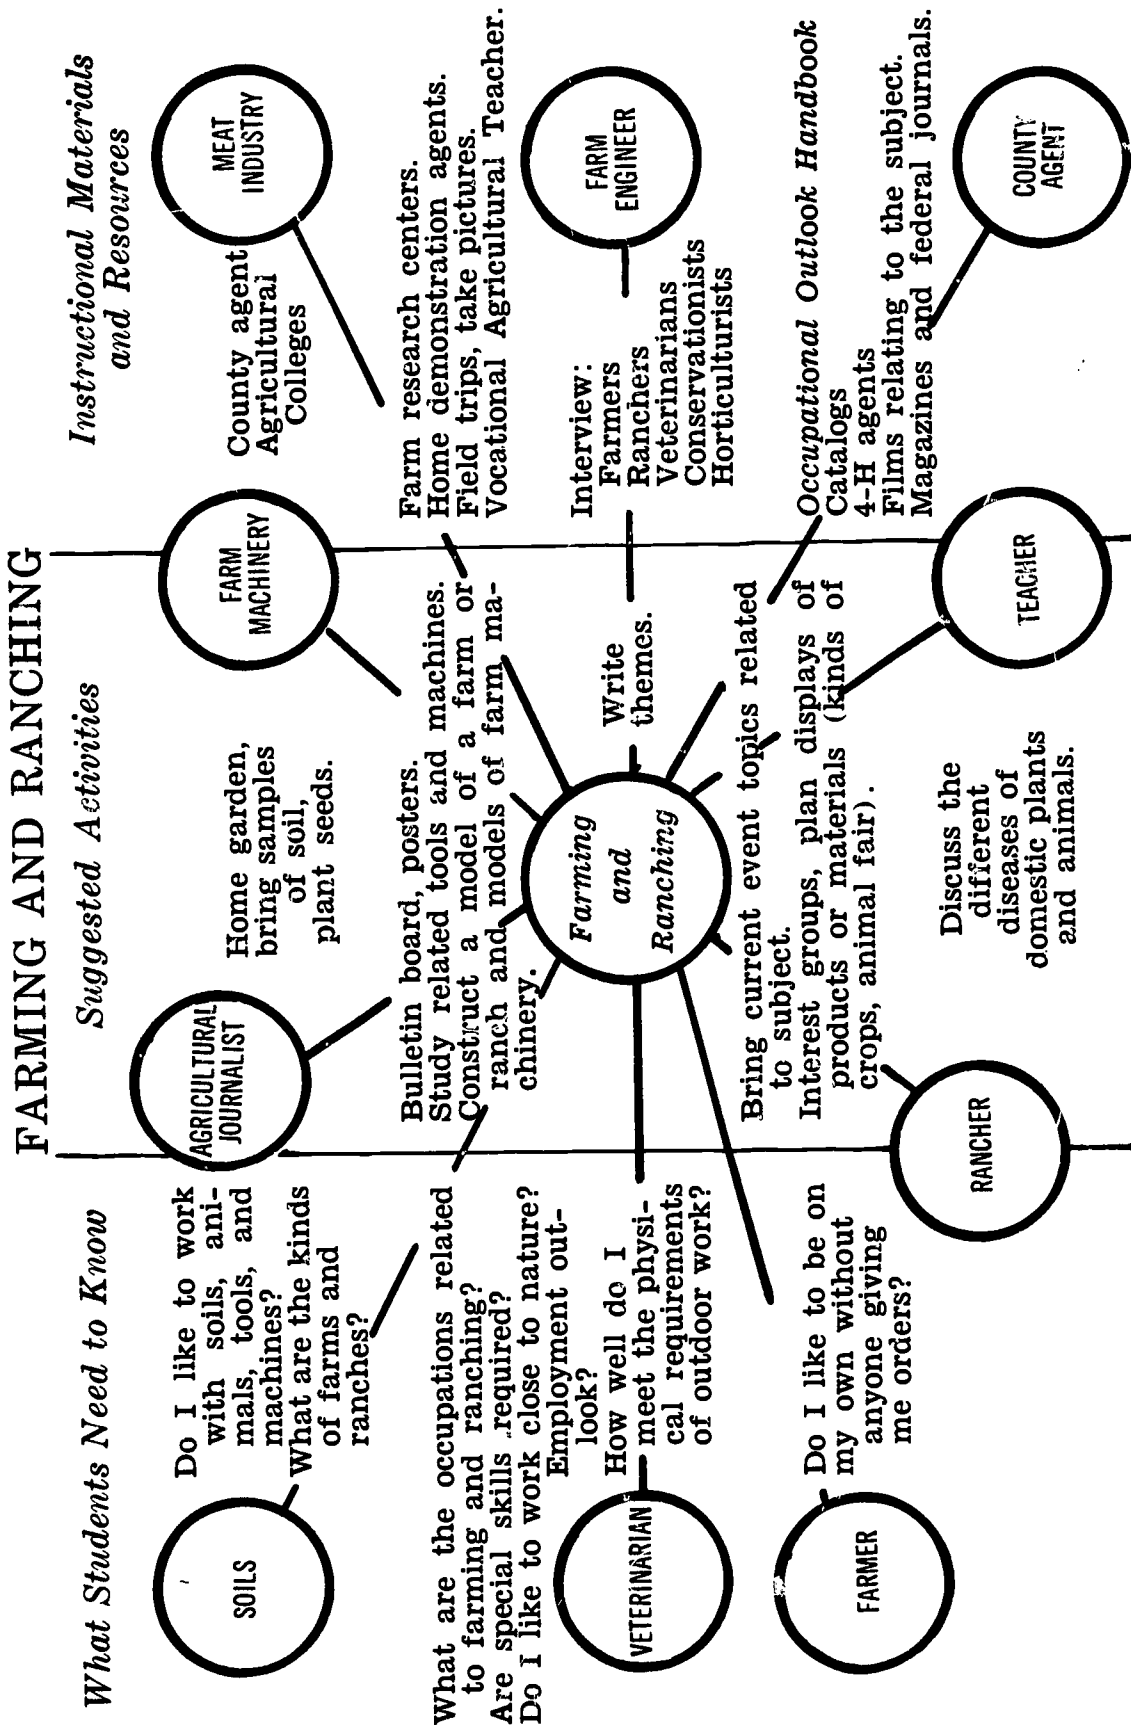 FARMING AND RANCHING
What Students Need to Know
SOILS
Do I like to work
with soils, ani-
mals, tools, and
machines?
What are the kinds
of farms and
ranches?
What are the occupations related
to farming and ranching?
Are special skills required?
Do I like to work close to nature?
Employment out-
look?
VETERINARIAN
How well do I
meet the physi-
cal requirements
of outdoor work?
FARMER
Do I like to be on
my own without
anyone giving
me orders?
Suggested Activities
AGRICULTURAL
JOURNALIST
Home garden,
bring samples
of soil,
plant seeds.
FARM
MACHINERY
Bulletin board, posters.
Study related tools and machines.
Construct a model of a farm or
ranch and models of farm ma-
chinery.
Farming
and
Ranching
Write
themes.
Bring current event topics related
to subject.
Interest groups, plan displays of
products or materials (kinds of
crops, animal fair).
RANCHER
Discuss the
different
diseases of
domestic plants
and animals.
TEACHER
Instructional Materials
and Resources
County agent
Agricultural
Colleges
MEAT
INDUSTRY
Farm research centers.
Home demonstration agents.
Field trips, take pictures.
Vocational Agricultural Teacher.
Interview:
Farmers
Ranchers
Veterinarians
Conservationists
Horticulturists
FARM
ENGINEER
Occupational Outlook Handbook
Catalogs
4-H agents
Films relating to the subject.
Magazines and federal journals.
COUNTY
AGENT